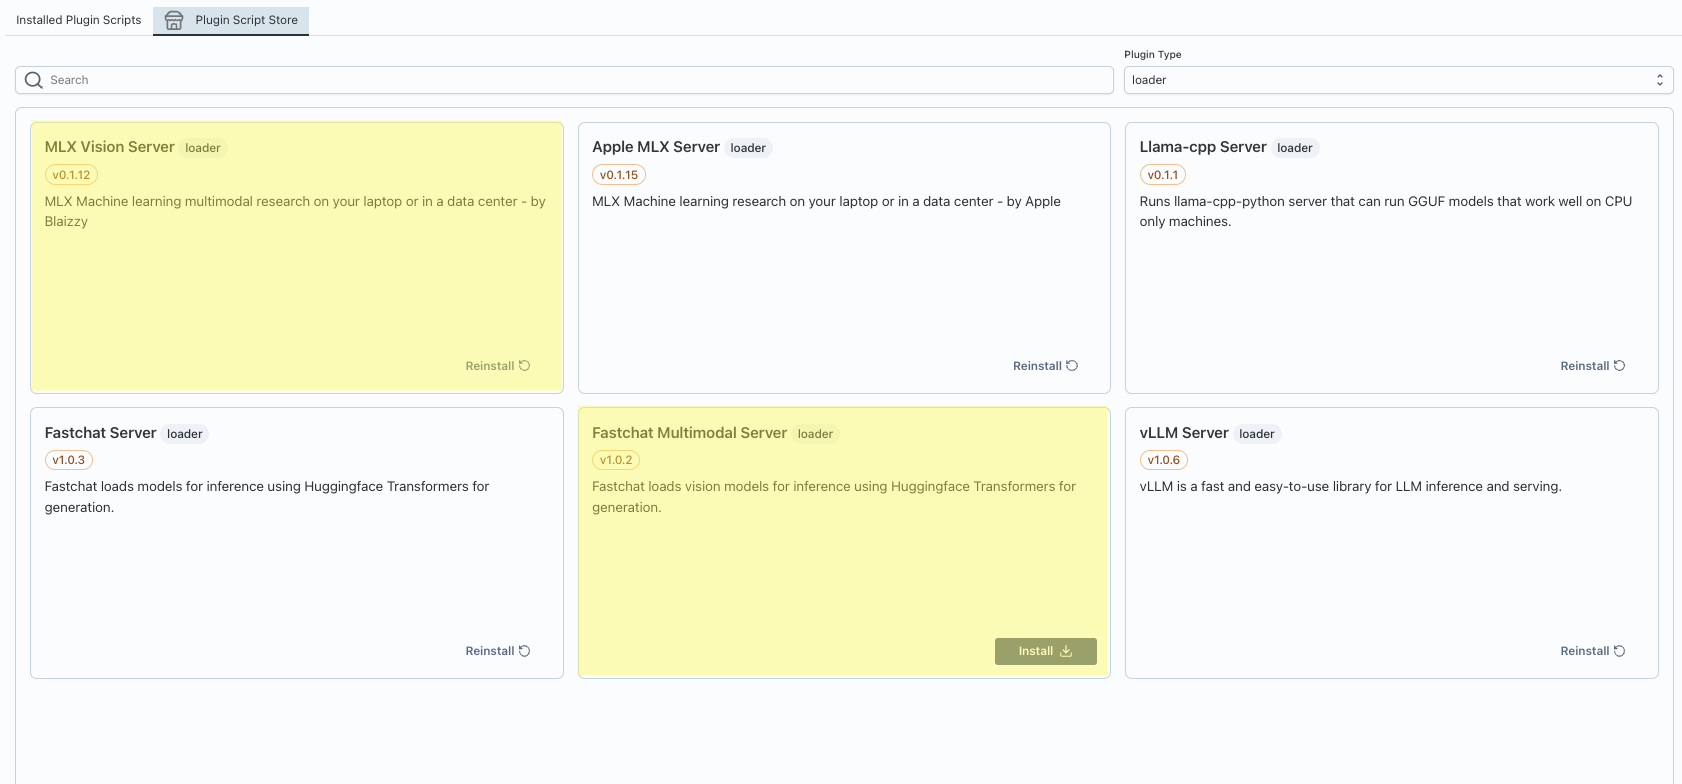 Installed Plugin Scripts
Plugin Script Store
Plugin Type
Search
loader
MLX Vision Server loader
v0.1.12
MLX Machine learning multimodal research on your laptop or in a data center - by
Blaizzy
Reinstall
Apple MLX Server loader
v0.1.15
MLX Machine learning research on your laptop or in a data center - by Apple
Reinstall
Llama-cpp Server loader
v0.1.1
Runs llama-cpp-python server that can run GGUF models that work well on CPU
only machines.
Reinstall
Fastchat Server loader
v1.0.3
Fastchat loads models for inference using Huggingface Transformers for
generation.
Reinstall
Fastchat Multimodal Server loader
v1.0.2
Fastchat loads vision models for inference using Huggingface Transformers for
generation.
Install
vLLM Server loader
v1.0.6
vLLM is a fast and easy-to-use library for LLM inference and serving.
Reinstall